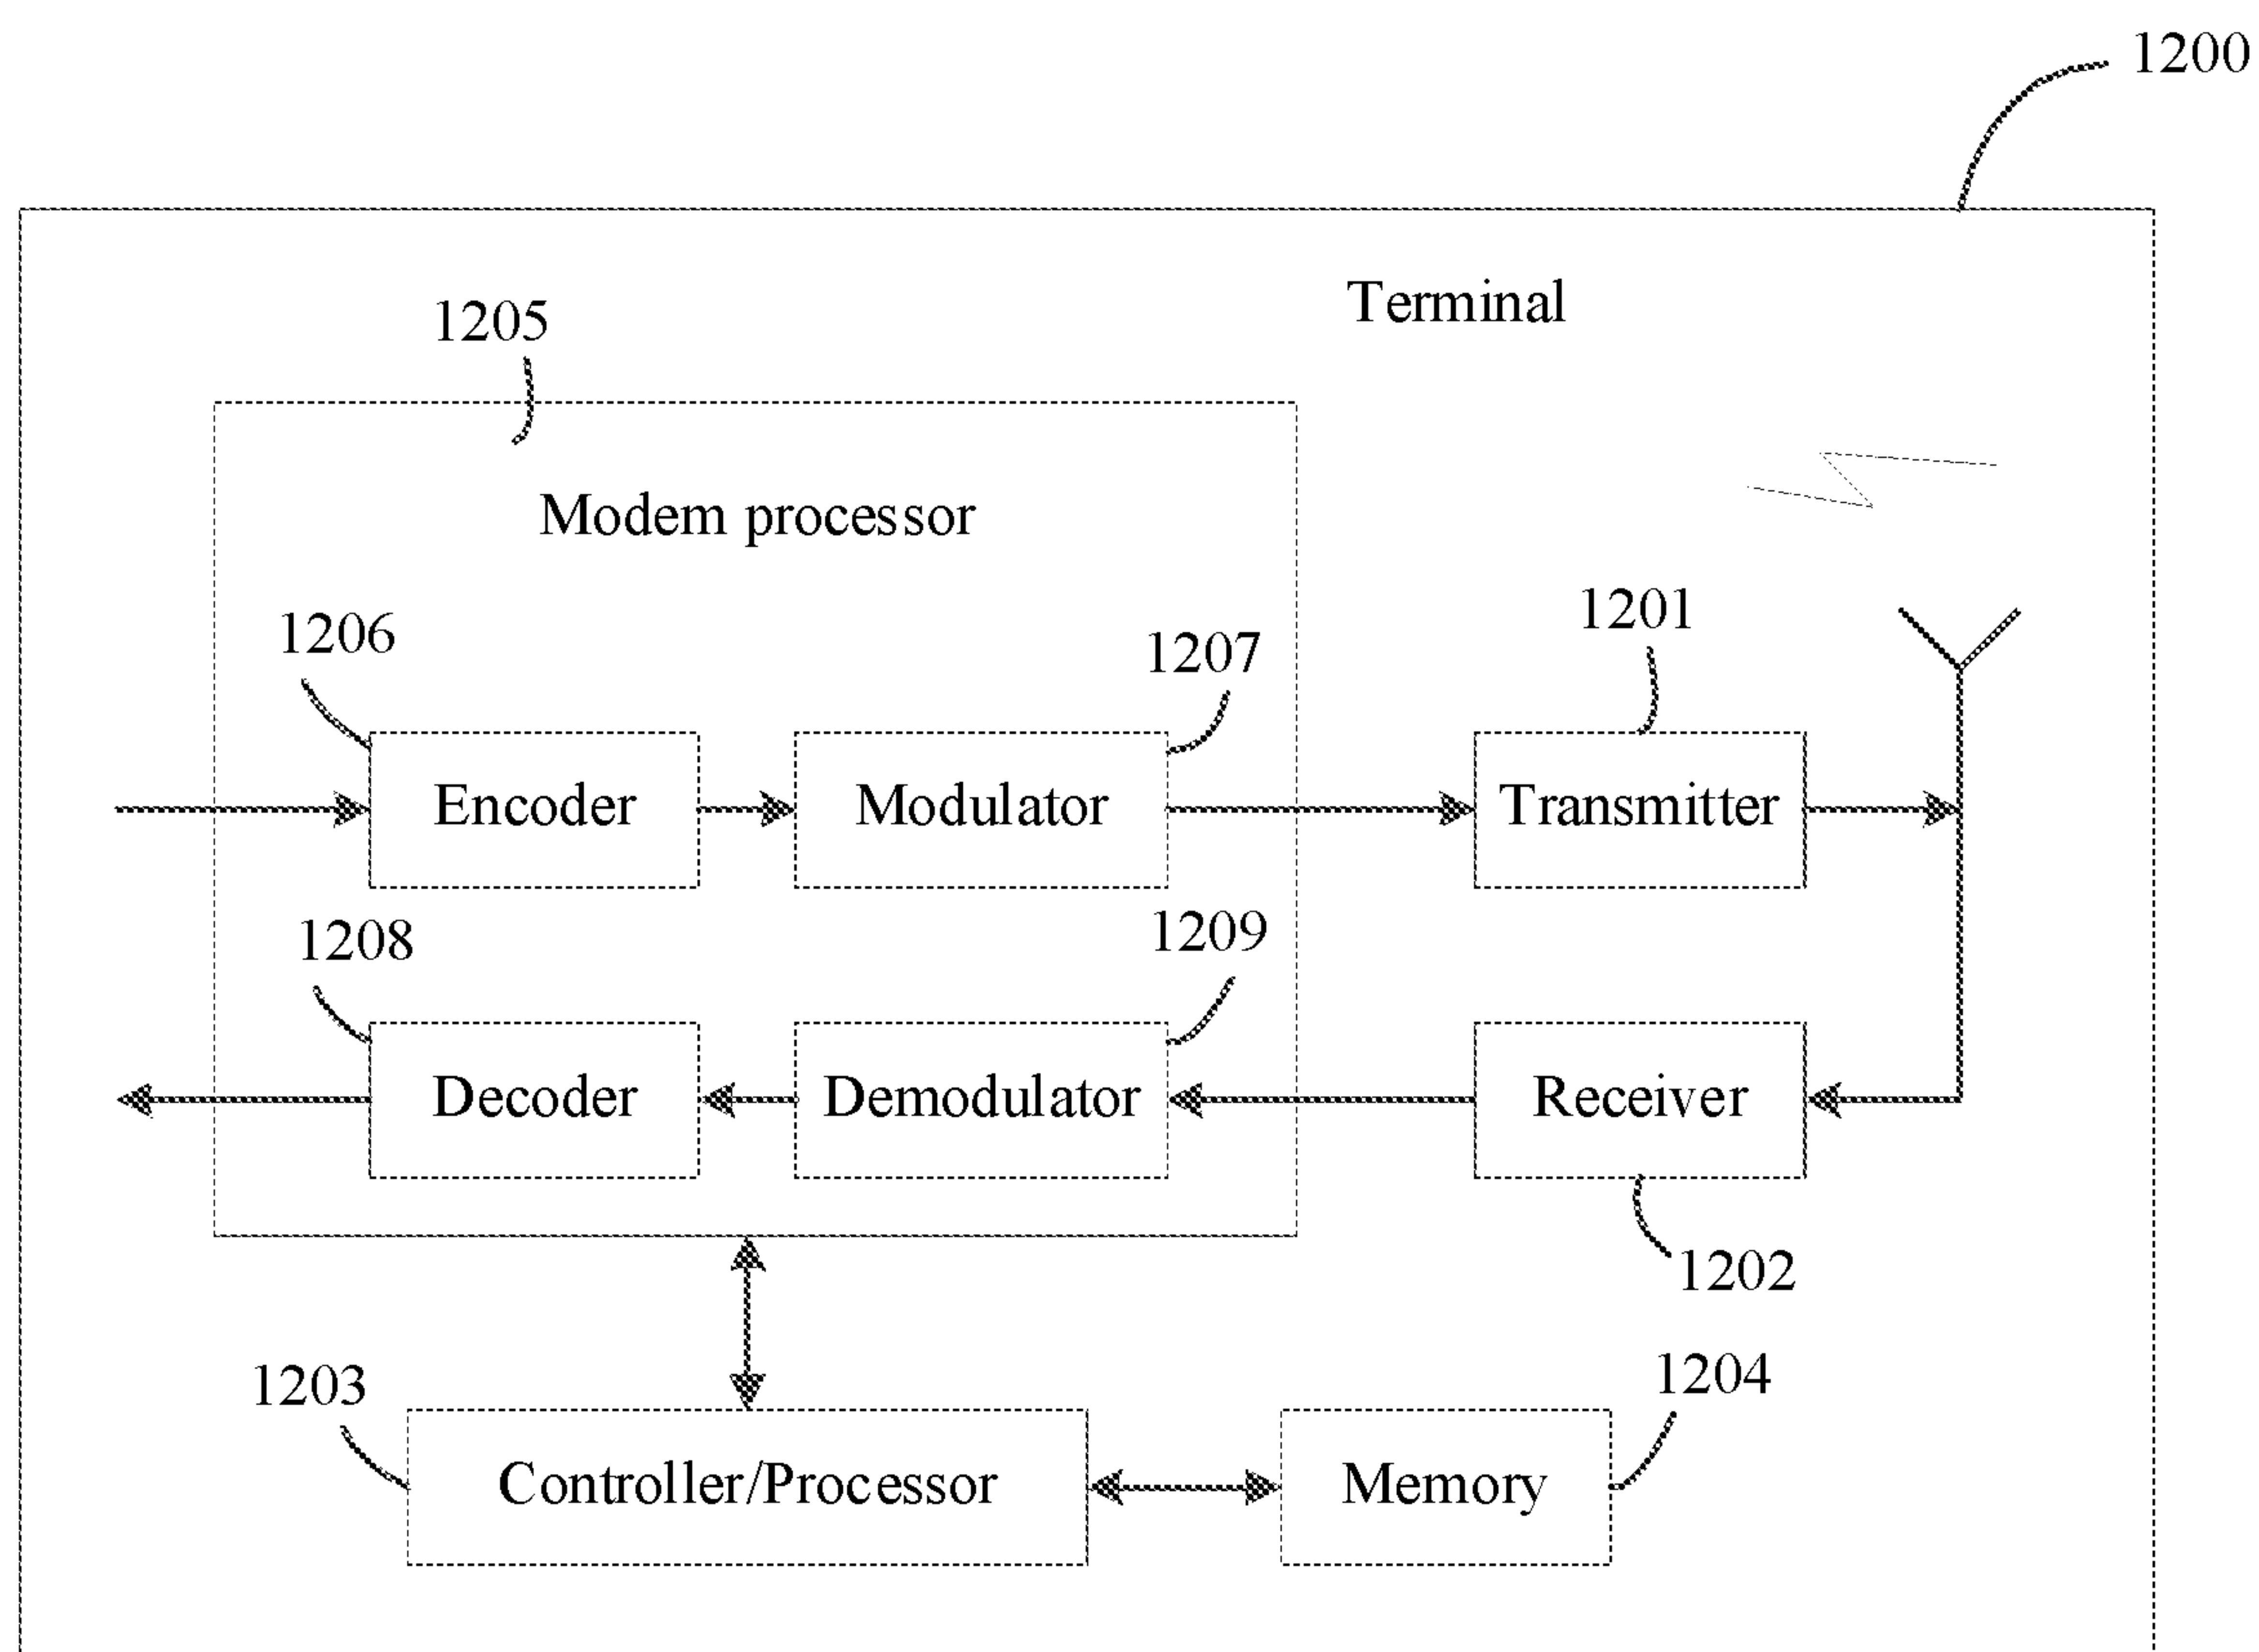 1200
Terminal
1205
Modem processor
1201
1206
1207
Encoder
Modulator
Transmitter
1208
1209
Decoder
Demodulator
Receiver
1202
1203
1204
Controller/Processor
Memory